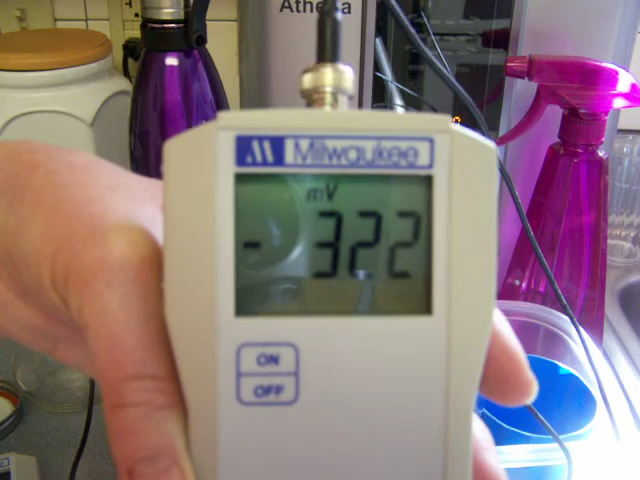 Athena
Milwaukee
mV
- 322
ON
OFF